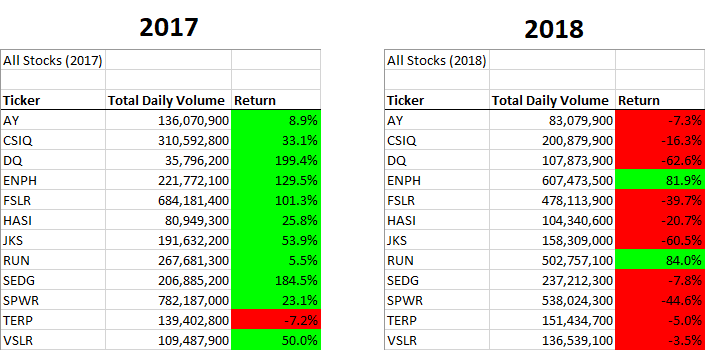 2017
All Stocks (2017)
Ticker Total Daily Volume Return
AY 136,070,900 8.9%
CSIQ 310,592,800 33.1%
DQ 35,796,200 199.4%
ENPH 221,772,100 129.5%
FSLR 684,181,400 101.3%
HASI 80,949,300 25.8%
JKS 191,632,200 53.9%
RUN 267,681,300 5.5%
SEDG 206,885,200 184.5%
SPWR 782,187,000 23.1%
TERP 139,402,800 -7.2%
VSLR 109,487,900 50.0%
2018
All Stocks (2018)
Ticker Total Daily Volume Return
AY 83,079,900 -7.3%
CSIQ 200,879,900 -16.3%
DQ 107,873,900 -62.6%
ENPH 607,473,500 81.9%
FSLR 478,113,900 -39.7%
HASI 104,340,600 -20.7%
JKS 158,309,000 -60.5%
RUN 502,757,100 84.0%
SEDG 237,212,300 -7.8%
SPWR 538,024,300 -44.6%
TERP 151,434,700 -5.0%
VSLR 136,539,100 -3.5%